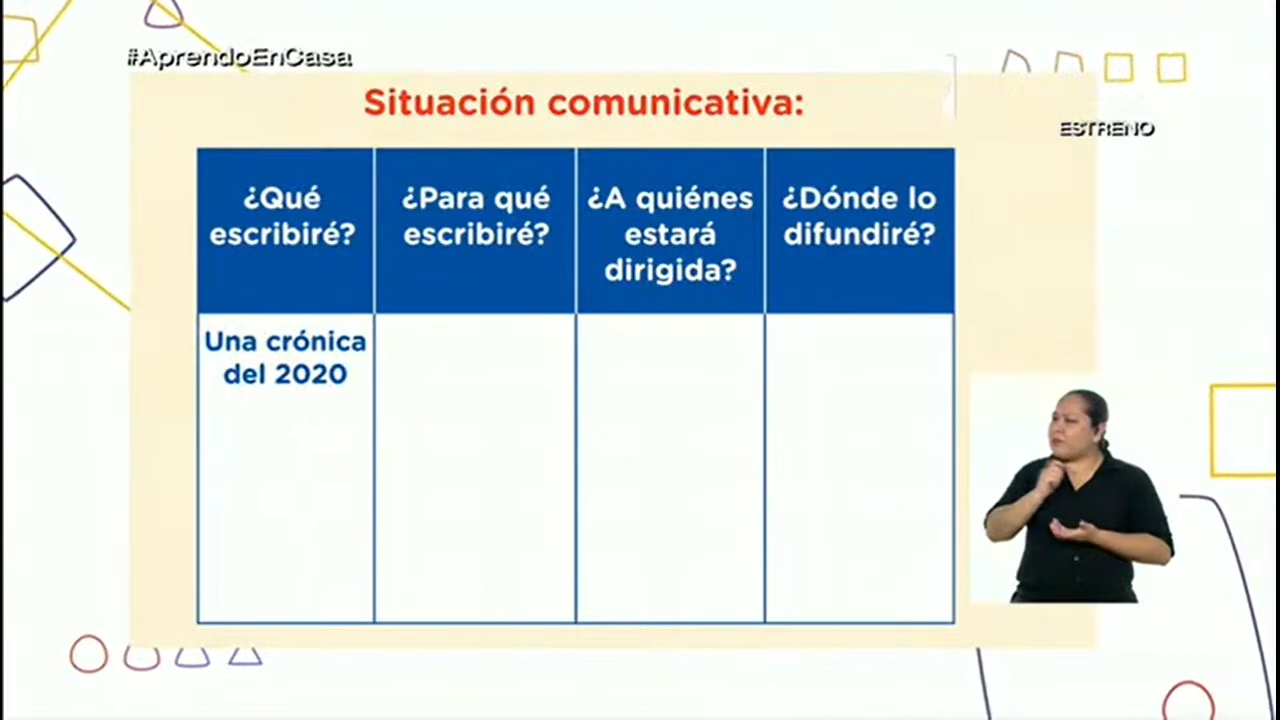 #AprendoEnCasa
Situación comunicativa:
ESTRENO
¿Qué
escribiré?
¿Para qué
escribiré?
¿A quiénes
estará
dirigida?
¿Dónde lo
difundiré?
Una crónica
del 2020